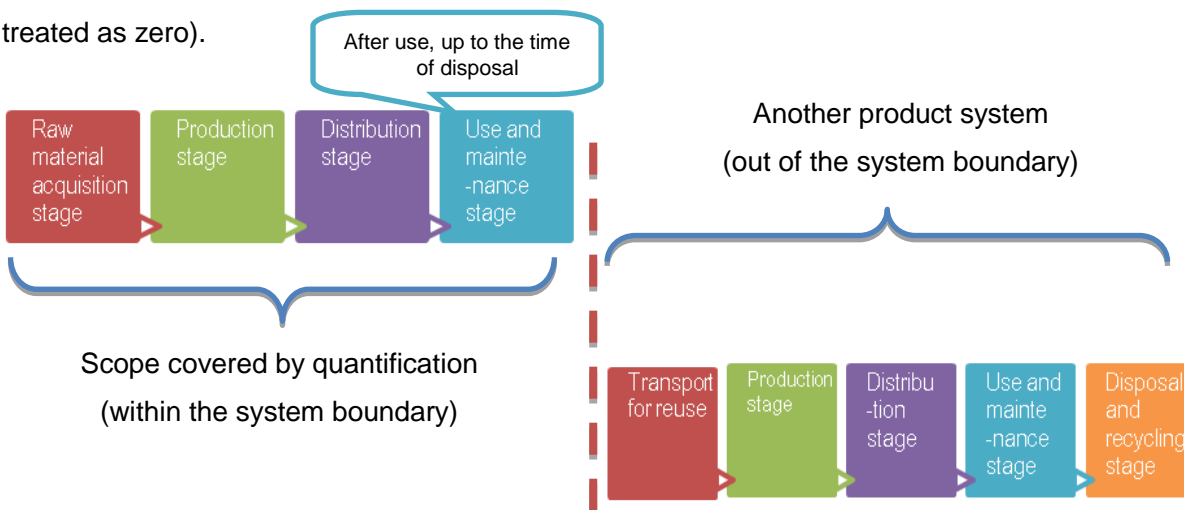 treated as zero).
After use, up to the time
of disposal
Raw
material
acquisition
stage
Production
stage
Distribution
stage
Use and
mainte
-nance
stage
Another product system
(out of the system boundary)
Scope covered by quantification
(within the system boundary)
Transport
for reuse
Production
stage
Distribu
-tion
stage
Use and
mainte
-nance
stage
Disposal
and
recycling
stage